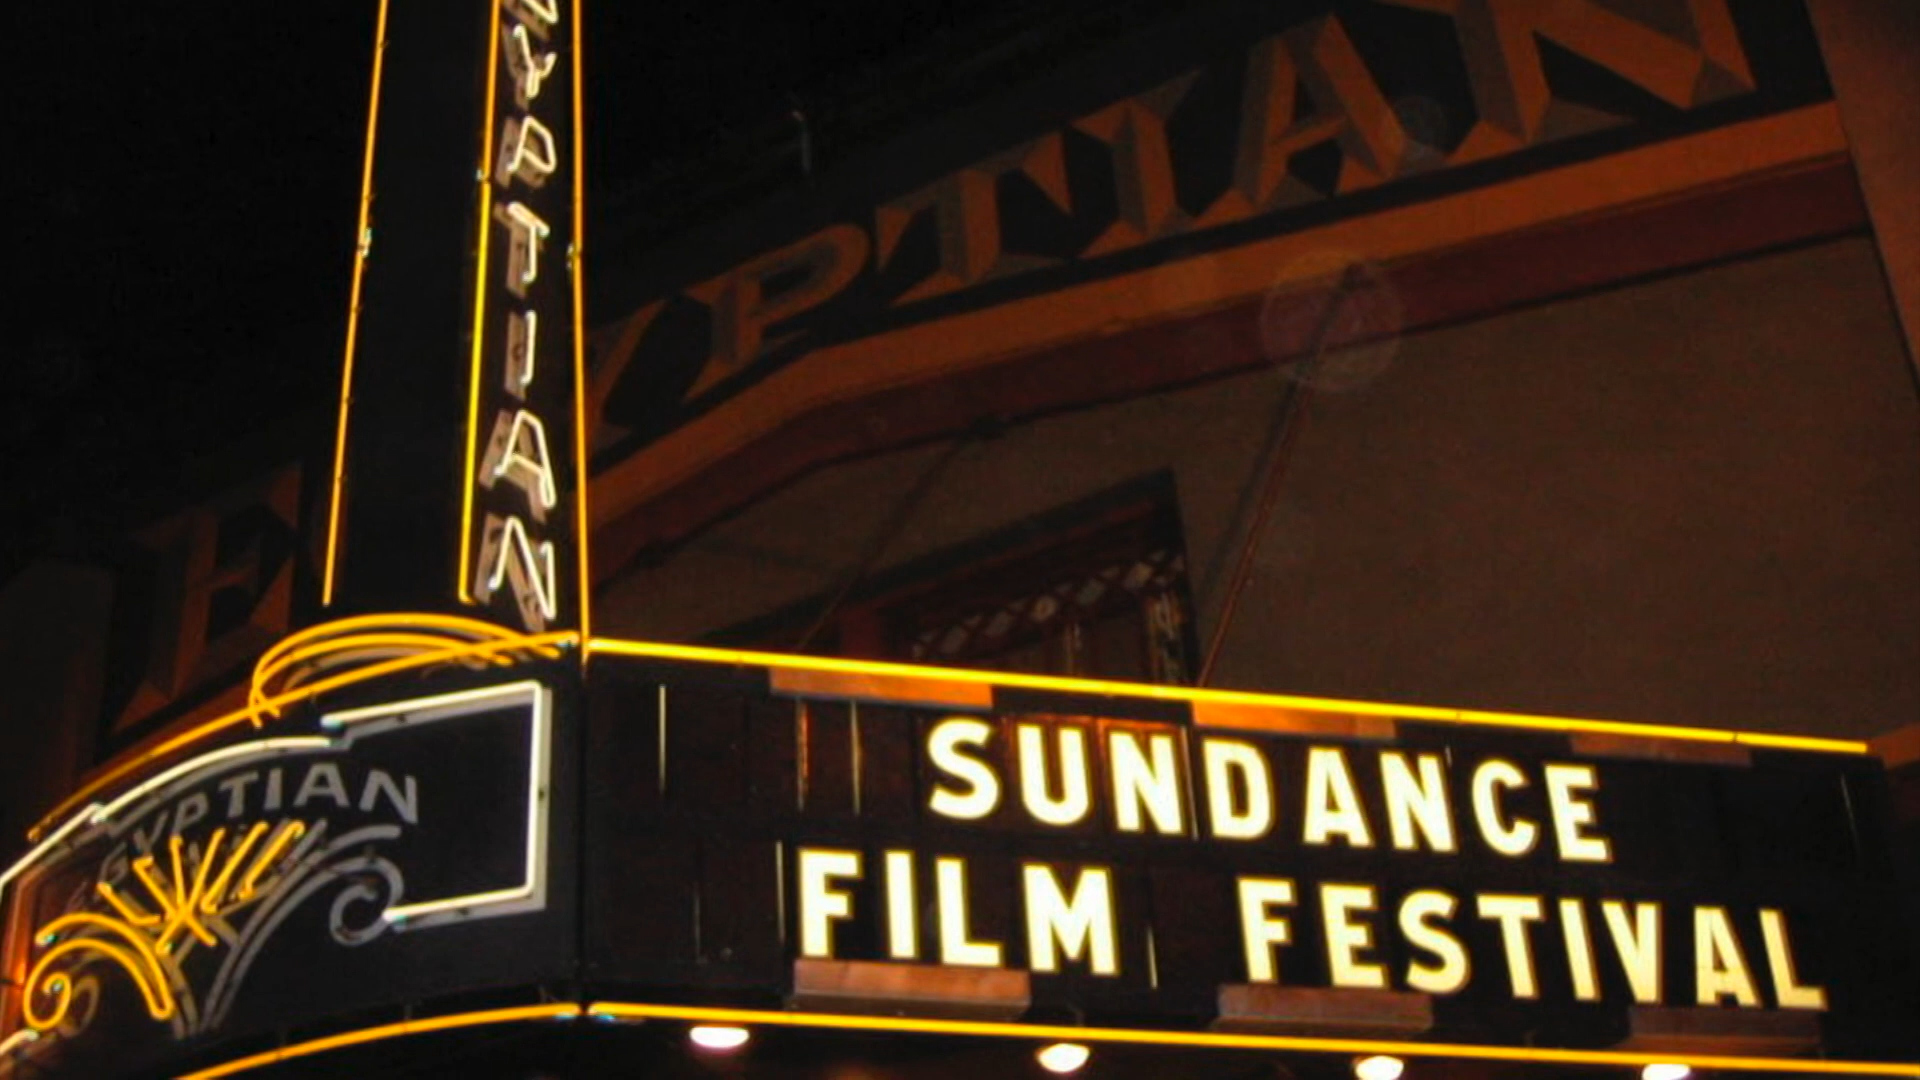 EGYPTIAN
YPTIAN
EGYPTIAN
SUNDANCE
FILM FESTIVAL